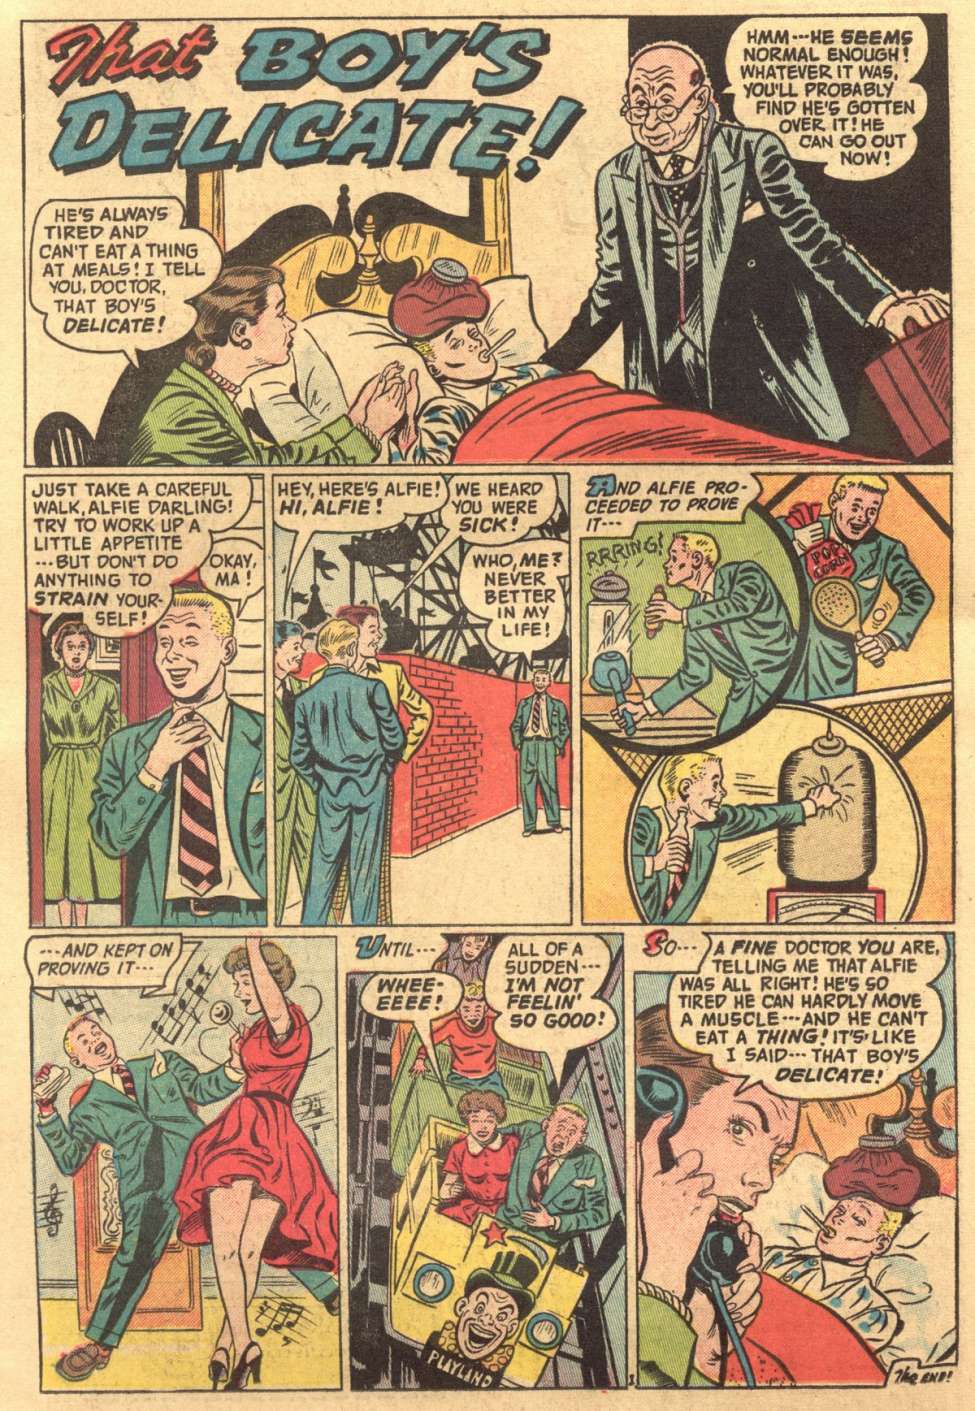 That BOY'S
DELICATE!
HE'S ALWAYS
TIRED AND
CAN'T EAT A THING
AT MEALS! I TELL
YOU, DOCTOR,
THAT BOY'S
DELICATE!
HMM---HE SEEMS
NORMAL ENOUGH!
WHATEVER IT WAS,
YOU'LL PROBABLY
FIND HE'S GOTTEN
OVER IT! HE
CAN GO OUT
NOW!
JUST TAKE A CAREFUL
WALK, ALFIE DARLING!
TRY TO WORK UP A
LITTLE APPETITE
---BUT DON'T DO
ANYTHING TO
STRAIN YOUR-
SELF!
OKAY,
MA!
HEY, HERE'S ALFIE!
HI, ALFIE!
WE HEARD
YOU WERE
SICK!
WHO, ME?
NEVER
BETTER
IN MY
LIFE!
AND ALFIE PRO-
CEEDED TO PROVE
IT---
RRRING!
POP
CORN
---AND KEPT ON
PROVING IT---
UNTIL---
WHEE-
EEEE!
ALL OF A
SUDDEN---
I'M NOT
FEELIN'
SO GOOD!
PLAYLAND
1
SO---
A FINE DOCTOR YOU ARE,
TELLING ME THAT ALFIE
WAS ALL RIGHT! HE'S SO
TIRED HE CAN HARDLY MOVE
A MUSCLE---AND HE CAN'T
EAT A THING! IT'S LIKE
I SAID---THAT BOY'S
DELICATE!
The END!